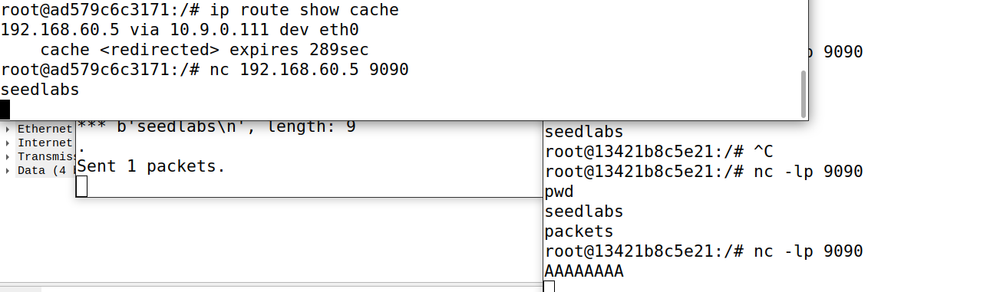 root@ad579c6c3171:/# ip route show cache
192.168.60.5 via 10.9.0.111 dev eth0
    cache <redirected> expires 289sec
root@ad579c6c3171:/# nc 192.168.60.5 9090
seedlabs
9090
Ethernet
Internet
Transmis
Data (4
*** b'seedlabs\n', length: 9
.
Sent 1 packets.
seedlabs
root@13421b8c5e21:/# ^C
root@13421b8c5e21:/# nc -lp 9090
pwd
seedlabs
packets
root@13421b8c5e21:/# nc -lp 9090
AAAAAAAA